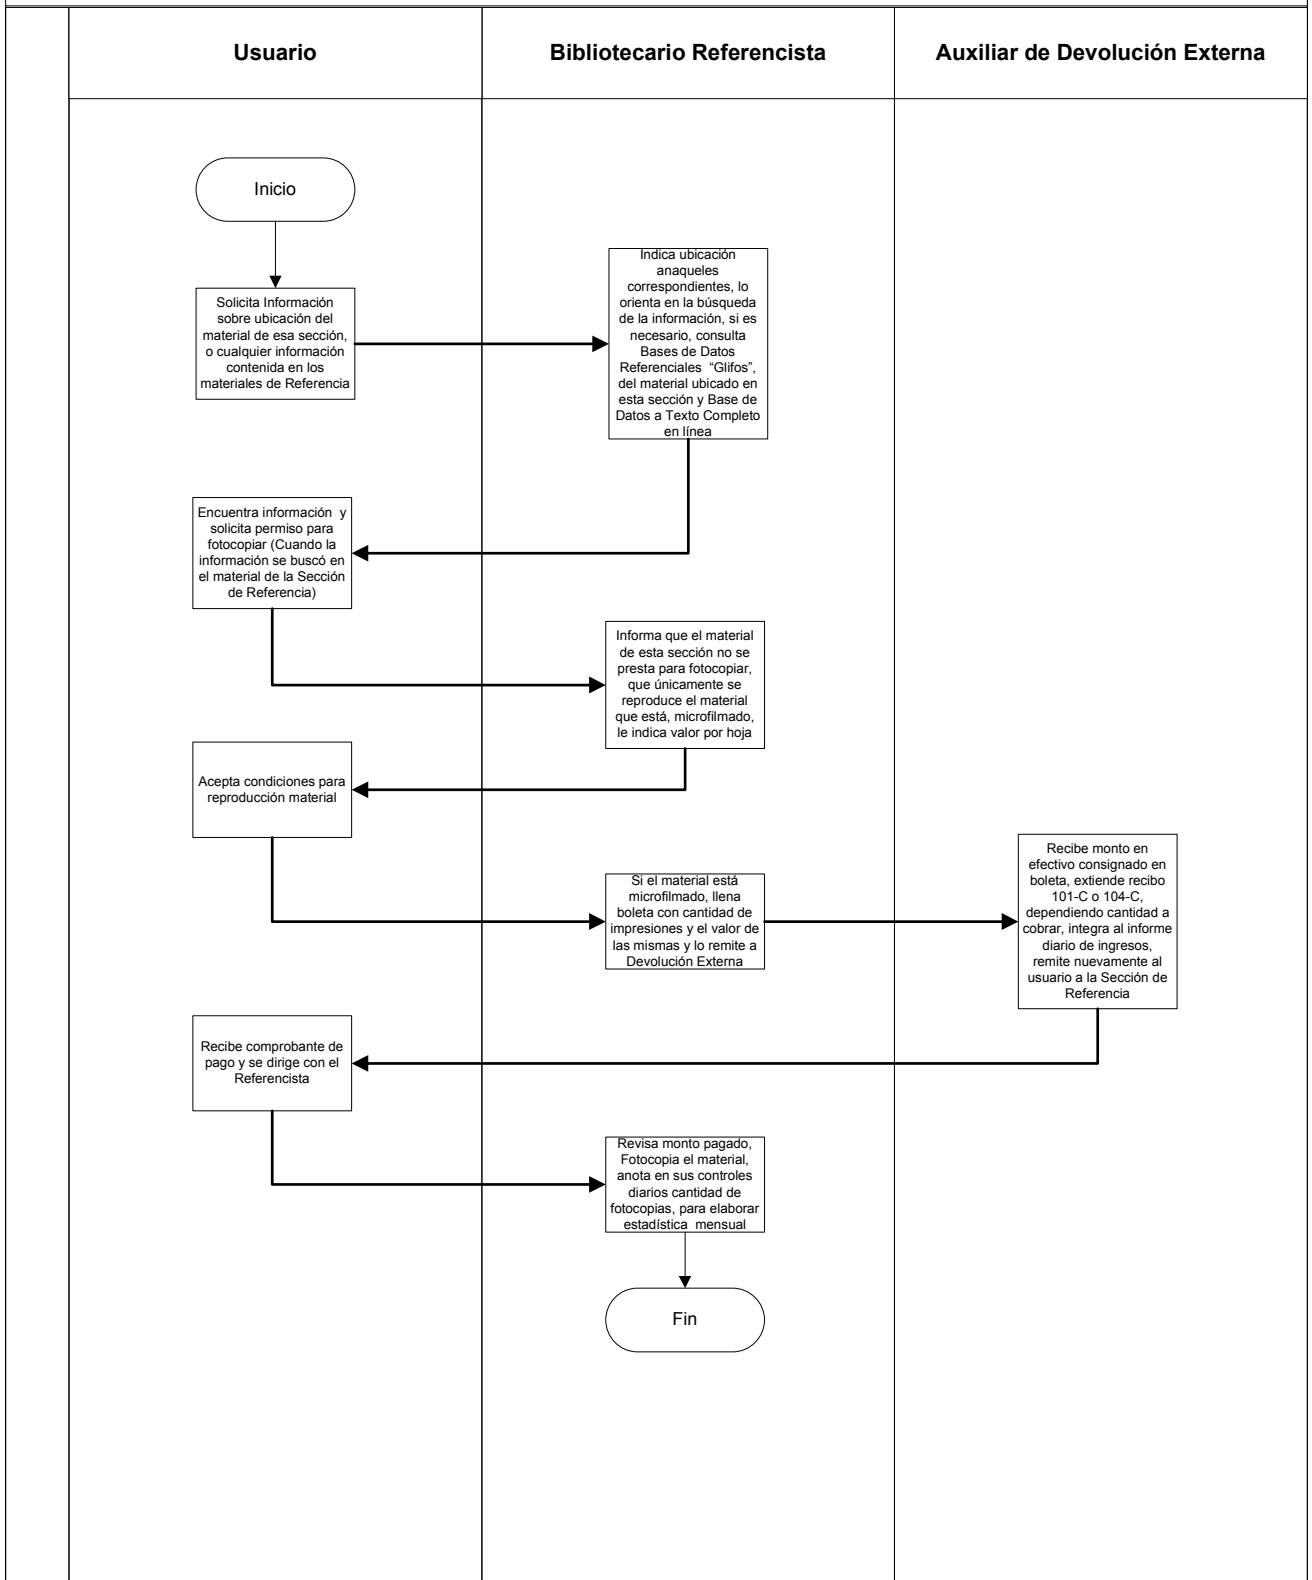 Usuario
Bibliotecario Referencista
Auxiliar de Devolución Externa
Inicio
Solicita Información
sobre ubicación del
material de esa sección,
o cualquier información
contenida en los
materiales de Referencia
Indica ubicación
anaqueles
correspondientes, lo
orienta en la búsqueda
de la información, si es
necesario, consulta
Bases de Datos
Referenciales “Glifos”,
del material ubicado en
esta sección y Base de
Datos a Texto Completo
en línea
Encuentra información y
solicita permiso para
fotocopiar (Cuando la
información se buscó en
el material de la Sección
de Referencia)
Informa que el material
de esta sección no se
presta para fotocopiar,
que únicamente se
reproduce el material
que está, microfilmado,
le indica valor por hoja
Acepta condiciones para
reproducción material
Si el material está
microfilmado, llena
boleta con cantidad de
impresiones y el valor de
las mismas y lo remite a
Devolución Externa
Recibe monto en
efectivo consignado en
boleta, extiende recibo
101-C o 104-C,
dependiendo cantidad a
cobrar, integra al informe
diario de ingresos,
remite nuevamente al
usuario a la Sección de
Referencia
Recibe comprobante de
pago y se dirige con el
Referencista
Revisa monto pagado,
Fotocopia el material,
anota en sus controles
diarios cantidad de
fotocopias, para elaborar
estadística mensual
Fin